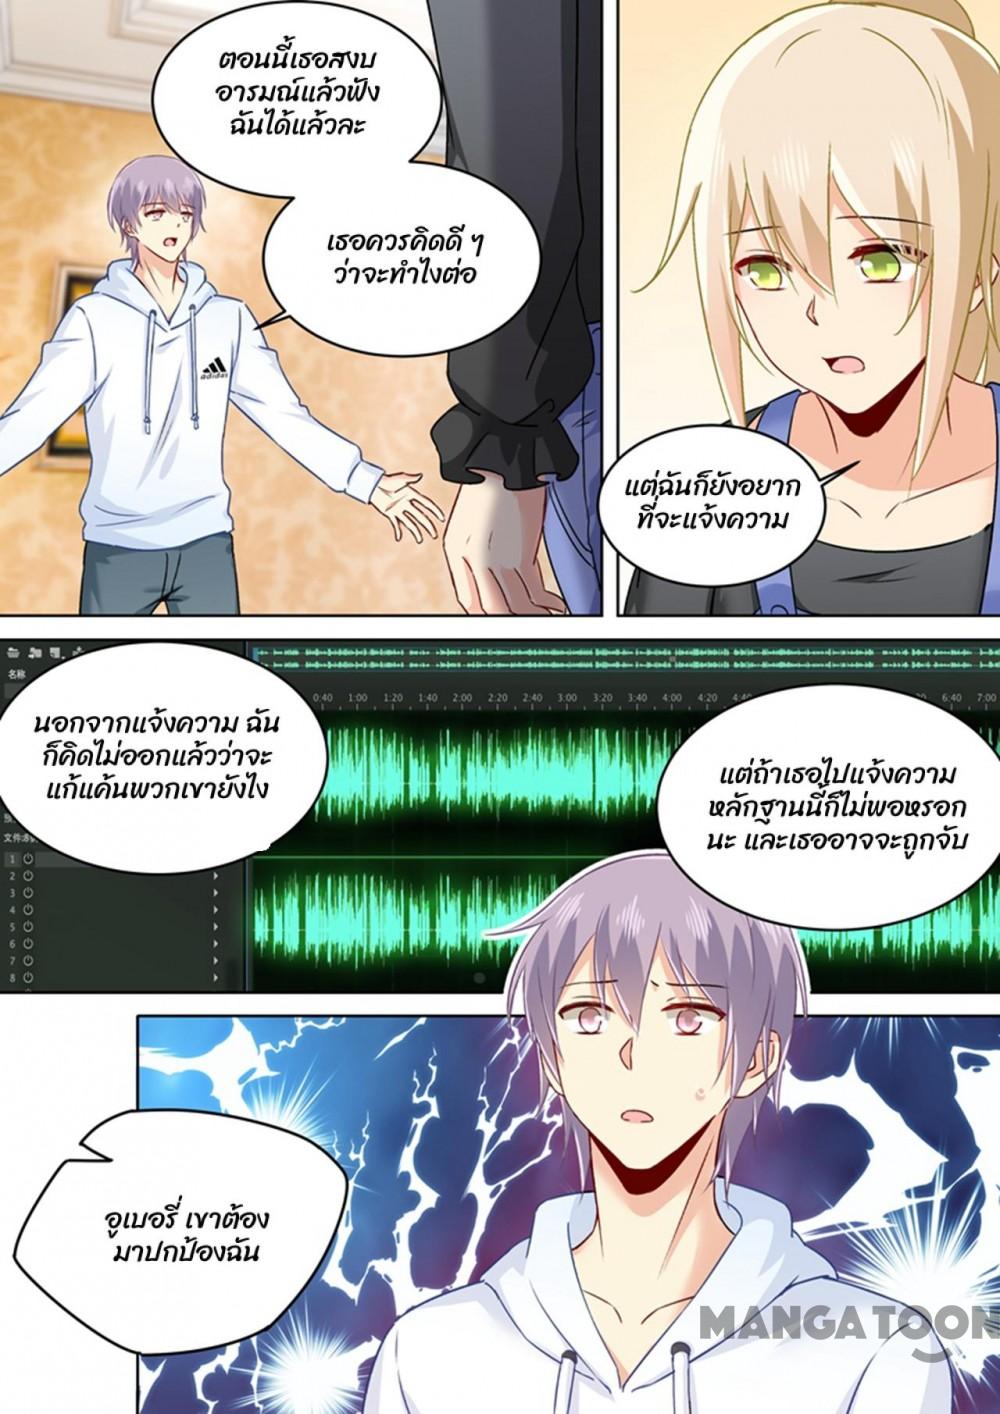 ตอนนี้เธอสงบ
อารมณ์แล้วฟัง
ฉันได้แล้วละ
เธอควรคิดดี ๆ
ว่าจะทำไงต่อ
adidas
แต่ฉันก็ยังอยาก
ที่จะแจ้งความ
名称
0:40 1:00 1:20 1:40 2:00 2:20 2:40 3:00 3:20 3:40 4:00 4:20 6:40 7:00
นอกจากแจ้งความ ฉัน
ก็คิดไม่ออกแล้วว่าจะ
แก้แค้นพวกเขายังไง
แต่ถ้าเธอไปแจ้งความ
หลักฐานนี้ก็ไม่พอหรอก
นะ และเธออาจจะถูกจับ
1
2
3
4
5
6
7
8
อูเบอรี่ เขาต้อง
มาปกป้องฉัน
MANGATOON